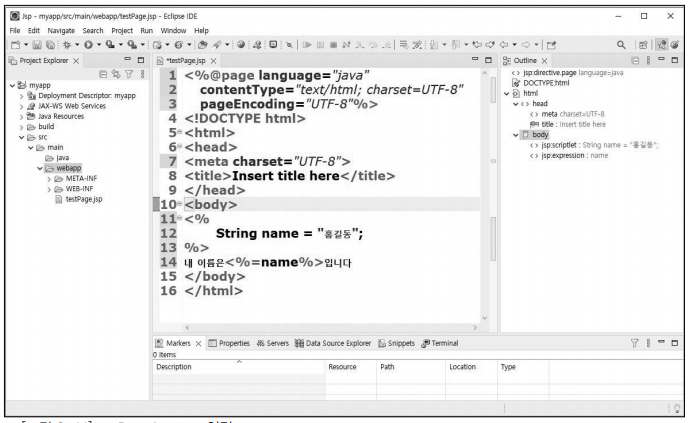 Jsp - myapp/src/main/webapp/testPage.jsp - Eclipse IDE
File Edit Navigate Search Project Run Window Help
Project Explorer
myapp
Deployment Descriptor: myapp
JAX-WS Web Services
Java Resources
build
src
main
java
webapp
META-INF
WEB-INF
testPage.jsp
*testPage.jsp
1 <%@page language="java"
2 contentType="text/html; charset=UTF-8"
3 pageEncoding="UTF-8"%>
4 <!DOCTYPE html>
5 <html>
6 <head>
7 <meta charset="UTF-8">
8 <title>Insert title here</title>
9 </head>
10 <body>
11 <%
12 String name = "홍길동";
13 %>
14 내 이름은<%=name%>입니다
15 </body>
16 </html>
Outline
jsp:directive.page language=java
DOCTYPE:html
html
head
meta charset=UTF-8
title : Insert title here
body
jsp:scriptlet : String name = "홍길동";
jsp:expression : name
Markers Properties Servers Data Source Explorer Snippets Terminal
0 items
Description Resource Path Location Type